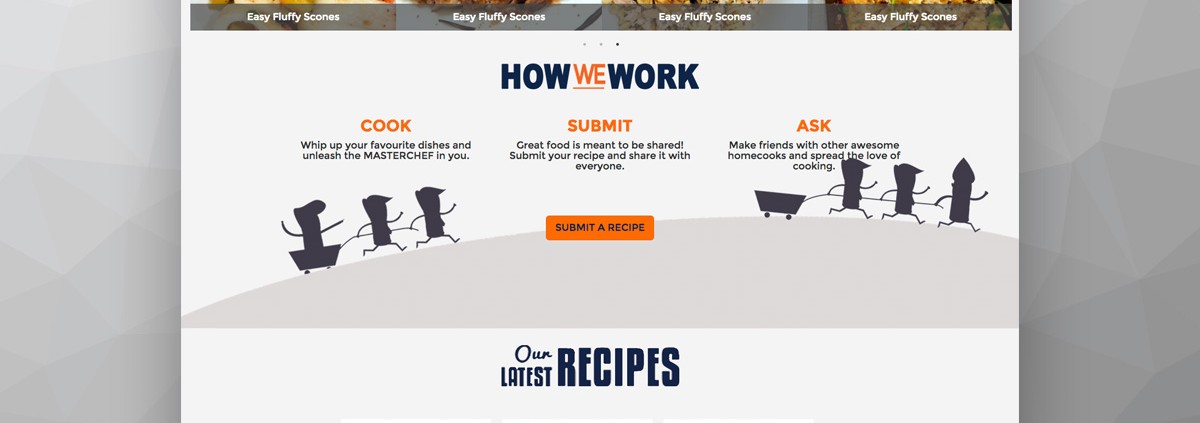 Easy Fluffy Scones
Easy Fluffy Scones
Easy Fluffy Scones
Easy Fluffy Scones
HOW WE WORK
COOK
Whip up your favourite dishes and
unleash the MASTERCHEF in you.
SUBMIT
Great food is meant to be shared!
Submit your recipe and share it with
everyone.
ASK
Make friends with other awesome
homecooks and spread the love of
cooking.
SUBMIT A RECIPE
Our
LATEST RECIPES